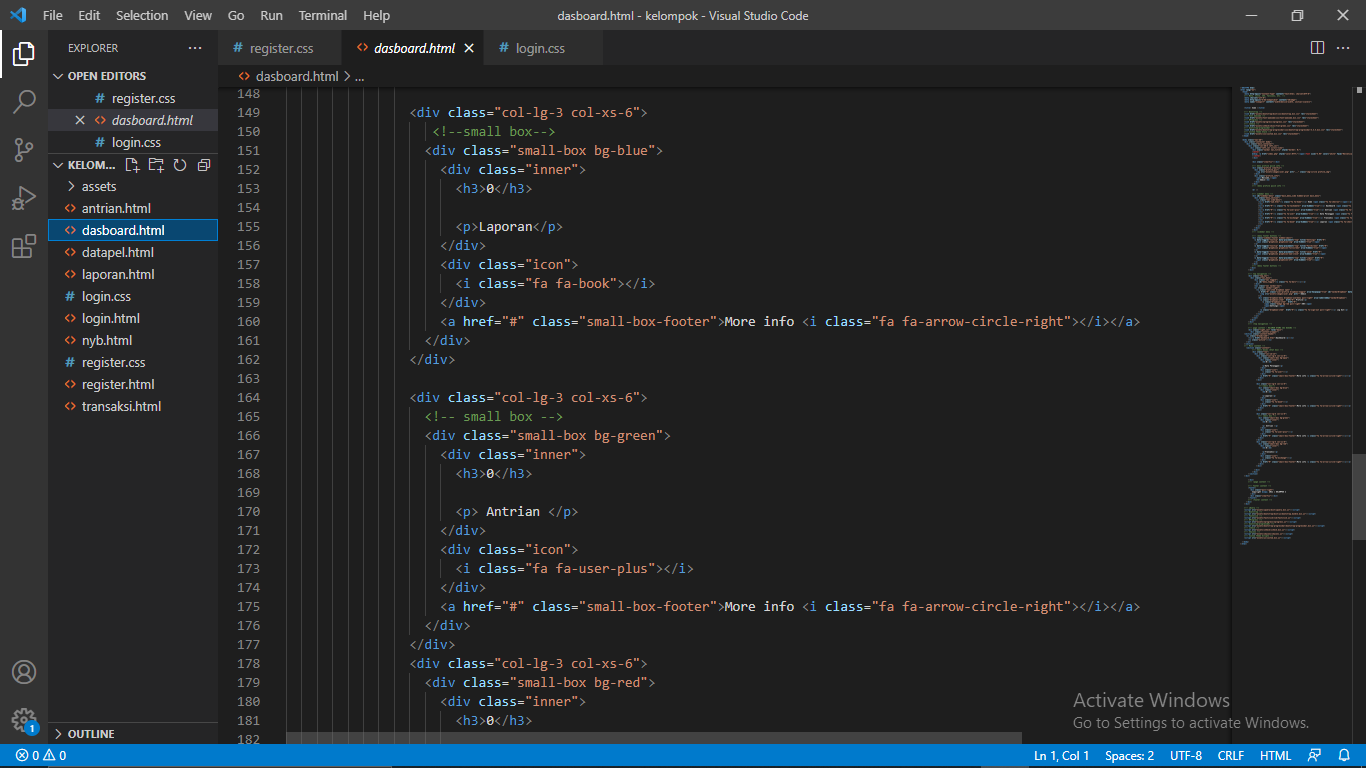 File Edit Selection View Go Run Terminal Help dasboard.html - kelompok - Visual Studio Code
EXPLORER ···
# register.css <> dasboard.html × # login.css
OPEN EDITORS
# register.css
× <> dasboard.html
# login.css
KELOM...
assets
<> antrian.html
<> dasboard.html
<> datapel.html
<> laporan.html
# login.css
<> login.html
<> nyb.html
# register.css
<> register.html
<> transaksi.html
OUTLINE
<> dasboard.html > ...
148
149 <div class="col-lg-3 col-xs-6">
150 <!--small box-->
151 <div class="small-box bg-blue">
152 <div class="inner">
153 <h3>0</h3>
154
155 <p>Laporan</p>
156 </div>
157 <div class="icon">
158 <i class="fa fa-book"></i>
159 </div>
160 <a href="#" class="small-box-footer">More info <i class="fa fa-arrow-circle-right"></i></a>
161 </div>
162 </div>
163
164 <div class="col-lg-3 col-xs-6">
165 <!-- small box -->
166 <div class="small-box bg-green">
167 <div class="inner">
168 <h3>0</h3>
169
170 <p> Antrian </p>
171 </div>
172 <div class="icon">
173 <i class="fa fa-user-plus"></i>
174 </div>
175 <a href="#" class="small-box-footer">More info <i class="fa fa-arrow-circle-right"></i></a>
176 </div>
177 </div>
178 <div class="col-lg-3 col-xs-6">
179 <div class="small-box bg-red">
180 <div class="inner">
181 <h3>0</h3>
182
Activate Windows
Go to Settings to activate Windows.
1
0 0 Ln 1, Col 1 Spaces: 2 UTF-8 CRLF HTML